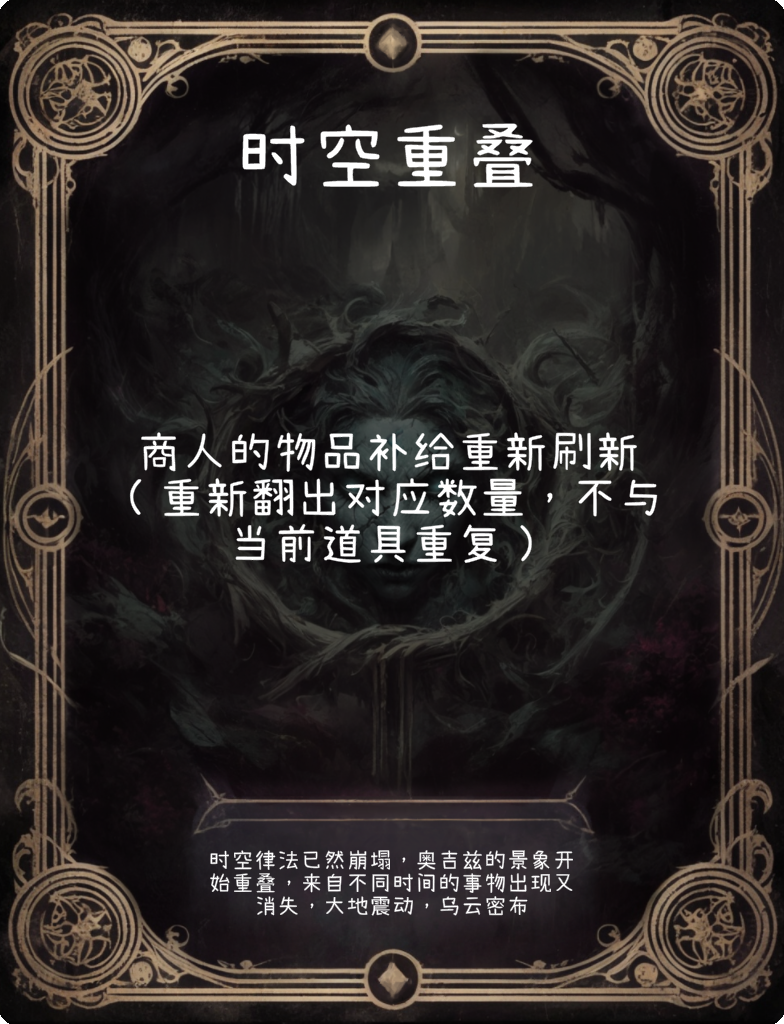 时空重叠
商人的物品补给重新刷新
（重新翻出对应数量，不与
当前道具重复）
时空律法已然崩塌，奥吉兹的景象开
始重叠，来自不同时间的事物出现又
消失，大地震动，乌云密布